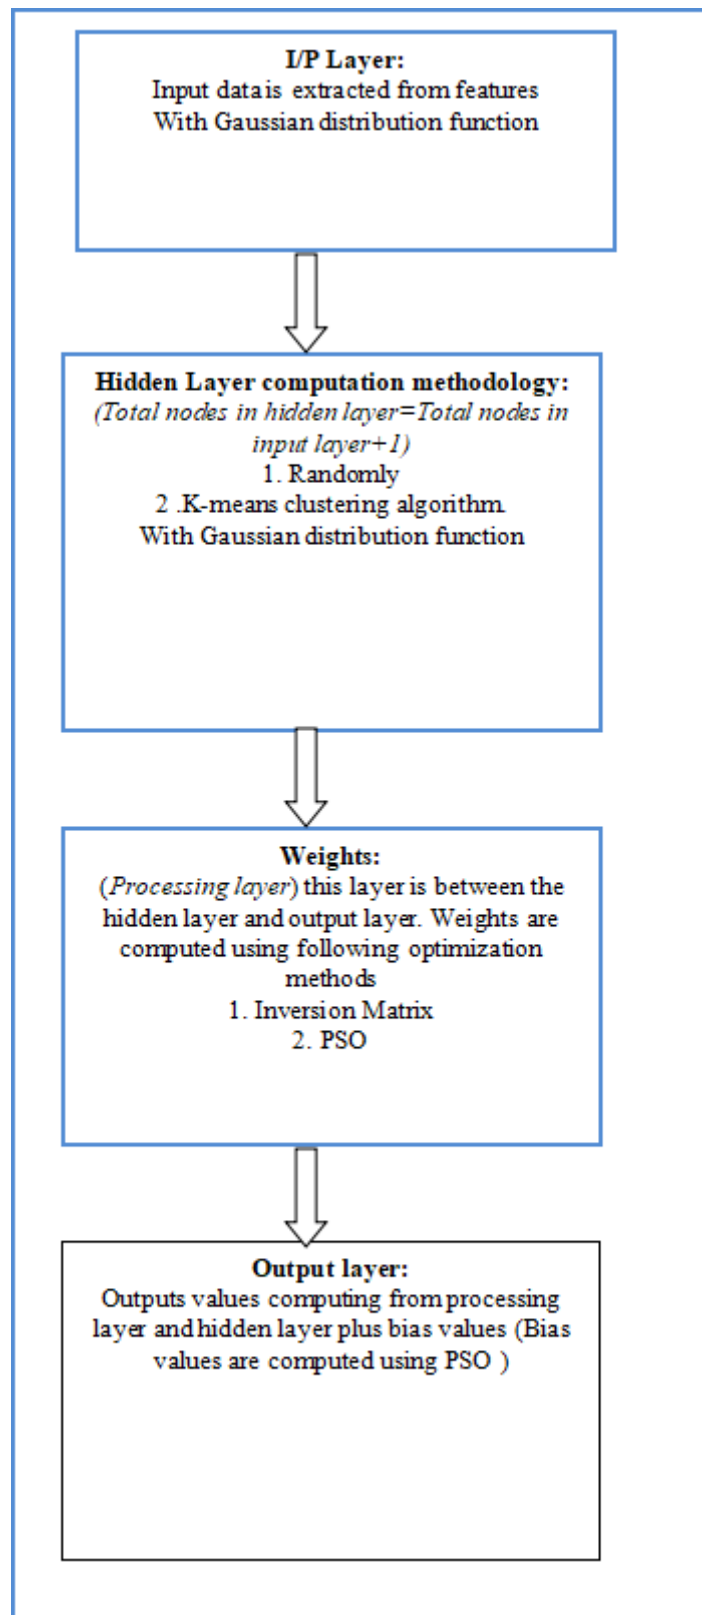 I/P Layer:
Input data is extracted from features
With Gaussian distribution function
Hidden Layer computation methodology:
(Total nodes in hidden layer=Total nodes in
input layer+1)
1. Randomly
2 .K-means clustering algorithm.
With Gaussian distribution function
Weights:
(Processing layer) this layer is between the
hidden layer and output layer. Weights are
computed using following optimization
methods
1. Inversion Matrix
2. PSO
Output layer:
Outputs values computing from processing
layer and hidden layer plus bias values (Bias
values are computed using PSO )